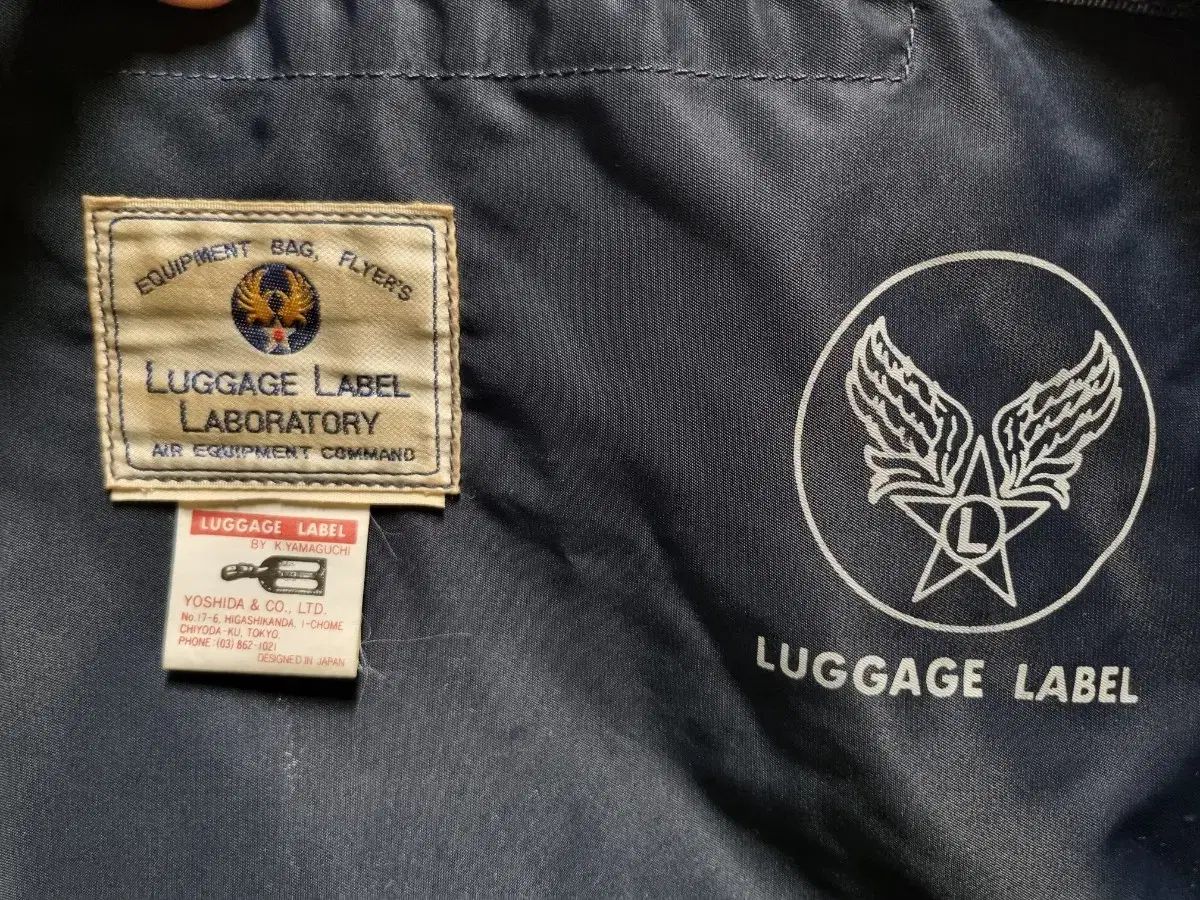 EQUIPMENT BAG, FLYER'S
LUGGAGE LABEL
LABORATORY
AIR EQUIPMENT COMMAND
LUGGAGE LABEL
BY K.YAMAGUCHI
YOSHIDA & CO., LTD.
No.17-6, HIGASHIKANDA, 1-CHOME
CHIYODA-KU, TOKYO.
PHONE:(03) 862-1021
DESIGNED IN JAPAN
L
LUGGAGE LABEL